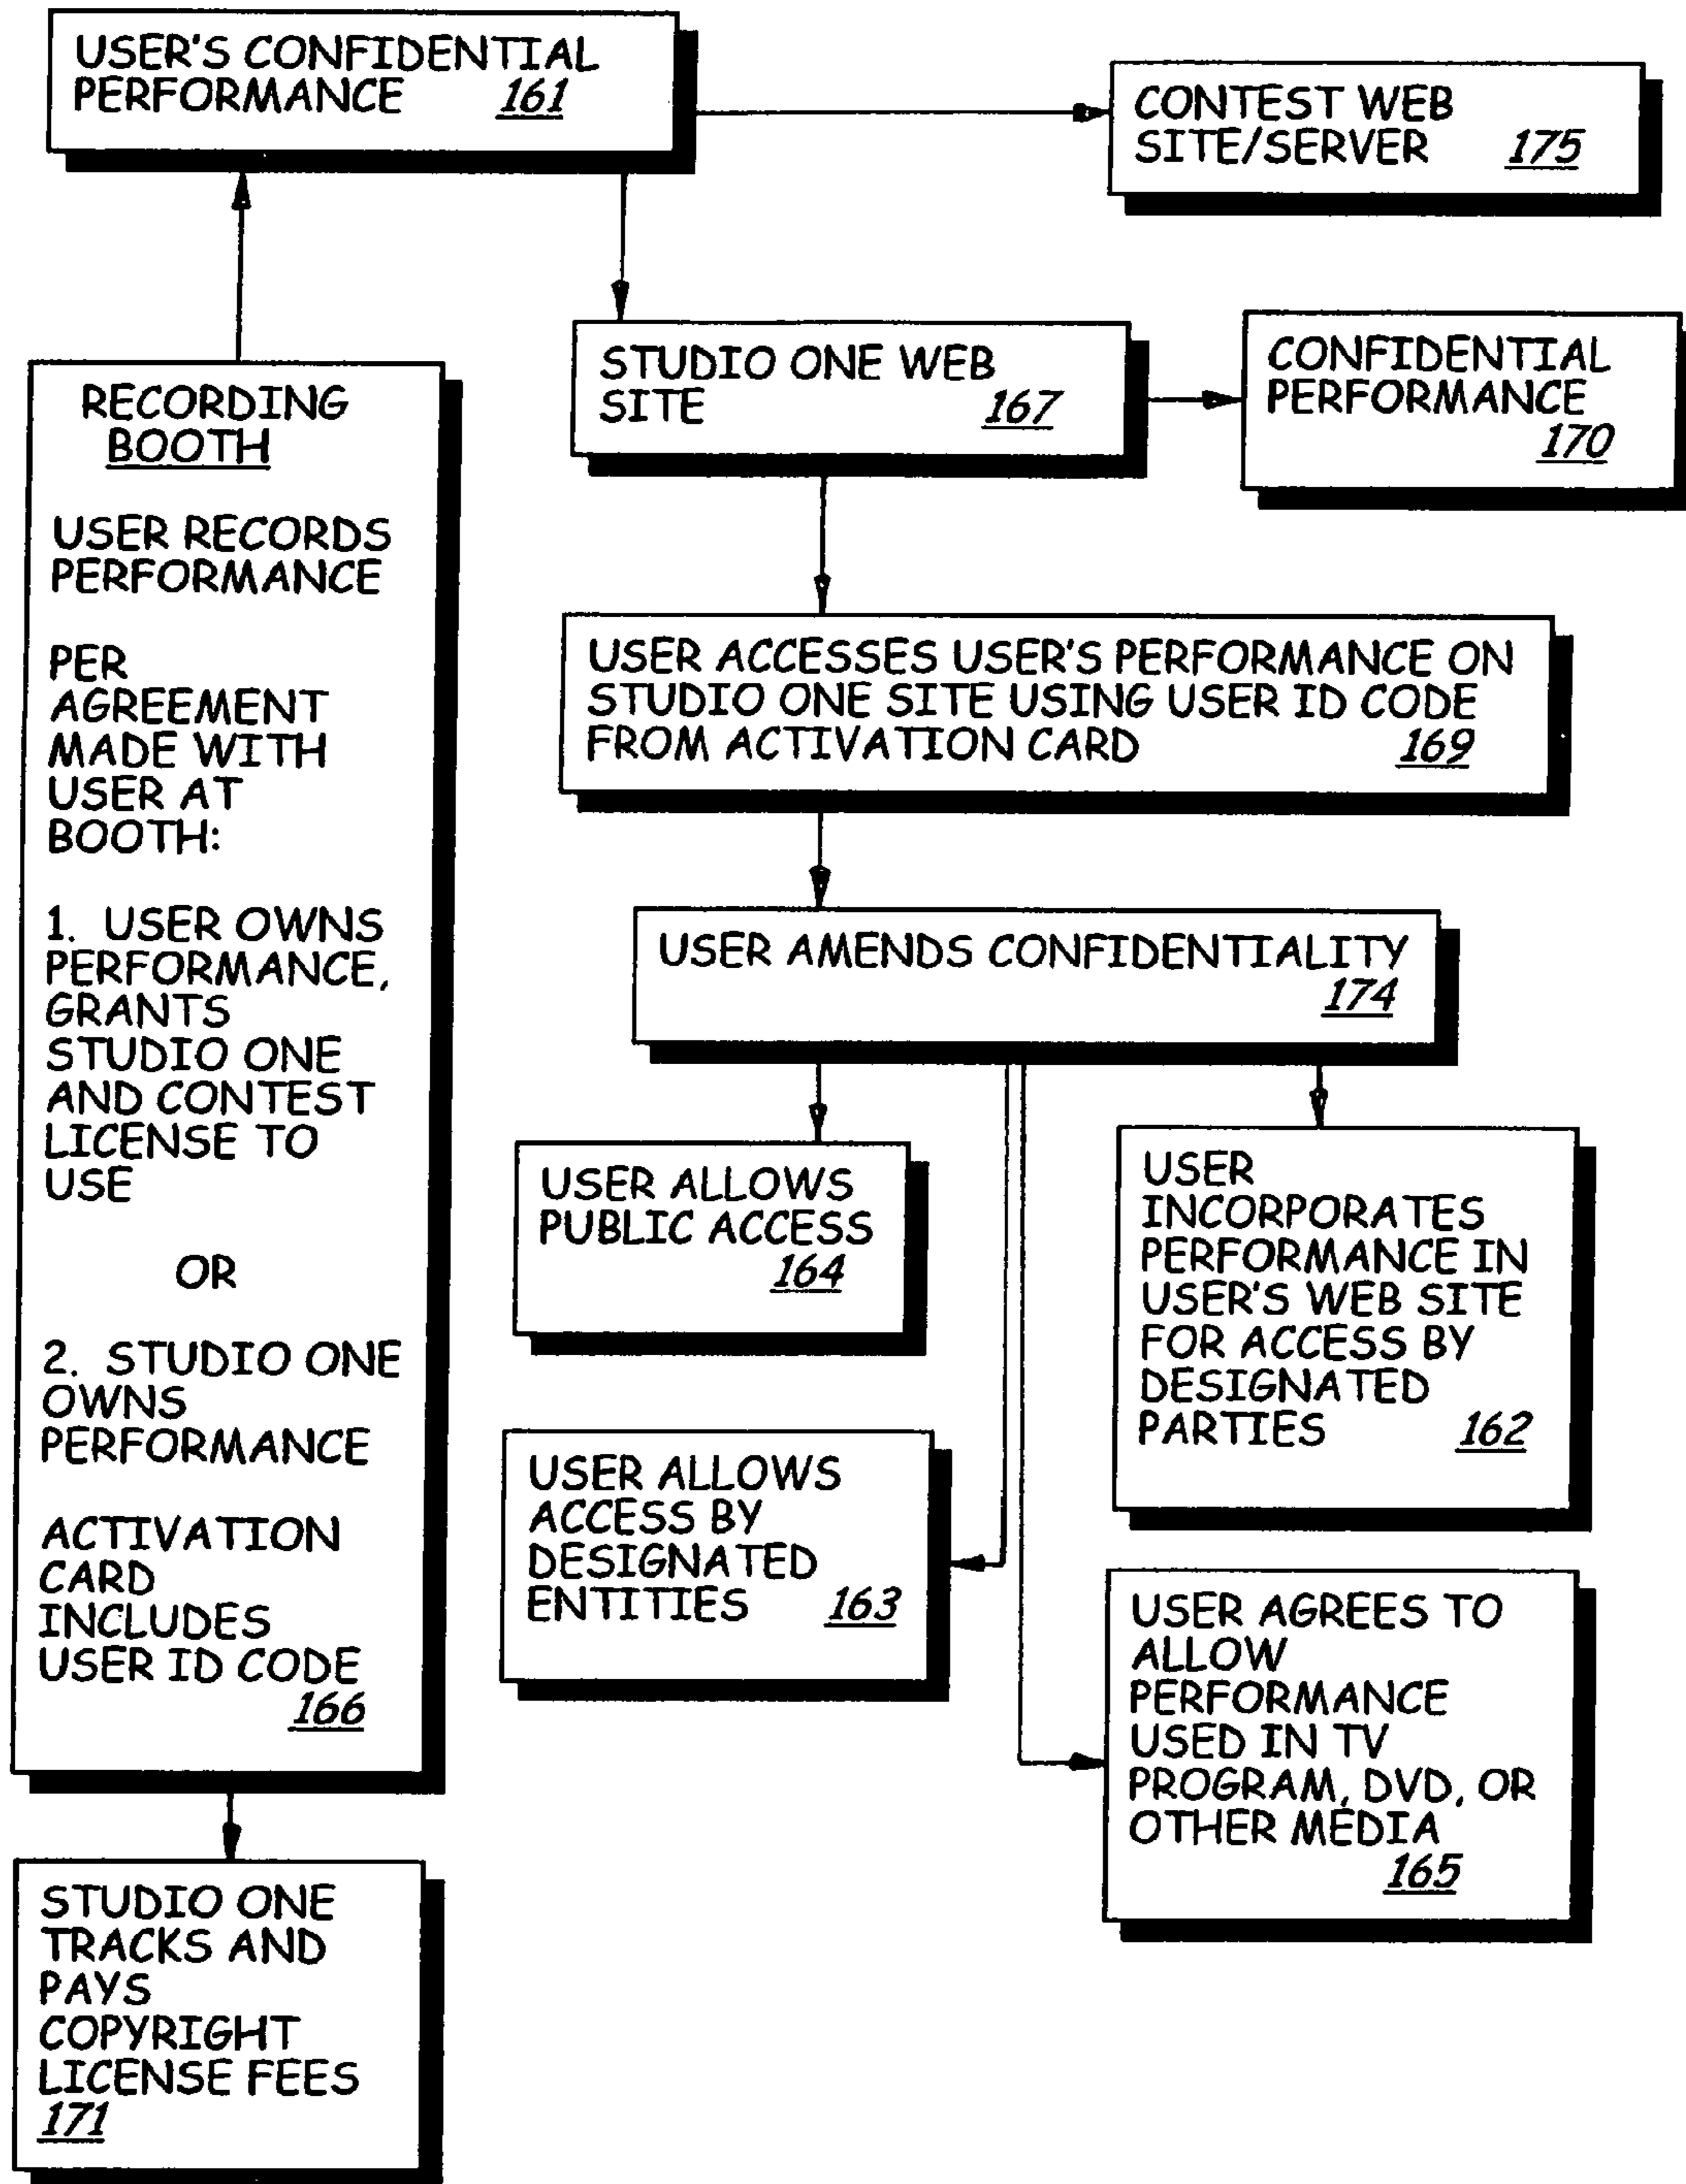 USER'S CONFIDENTIAL
PERFORMANCE 161
CONTEST WEB
SITE/SERVER 175
STUDIO ONE WEB
SITE 167
CONFIDENTIAL
PERFORMANCE
170
RECORDING
BOOTH
USER RECORDS
PERFORMANCE
PER
AGREEMENT
MADE WITH
USER AT
BOOTH:
1. USER OWNS
PERFORMANCE,
GRANTS
STUDIO ONE
AND CONTEST
LICENSE TO
USE
OR
2. STUDIO ONE
OWNS
PERFORMANCE
ACTIVATION
CARD
INCLUDES
USER ID CODE
166
USER ACCESSES USER'S PERFORMANCE ON
STUDIO ONE SITE USING USER ID CODE
FROM ACTIVATION CARD 169
USER AMENDS CONFIDENTIALITY
174
USER ALLOWS
PUBLIC ACCESS
164
USER
INCORPORATES
PERFORMANCE IN
USER'S WEB SITE
FOR ACCESS BY
DESIGNATED
PARTIES 162
USER ALLOWS
ACCESS BY
DESIGNATED
ENTITIES 163
USER AGREES TO
ALLOW
PERFORMANCE
USED IN TV
PROGRAM, DVD, OR
OTHER MEDIA
165
STUDIO ONE
TRACKS AND
PAYS
COPYRIGHT
LICENSE FEES
171